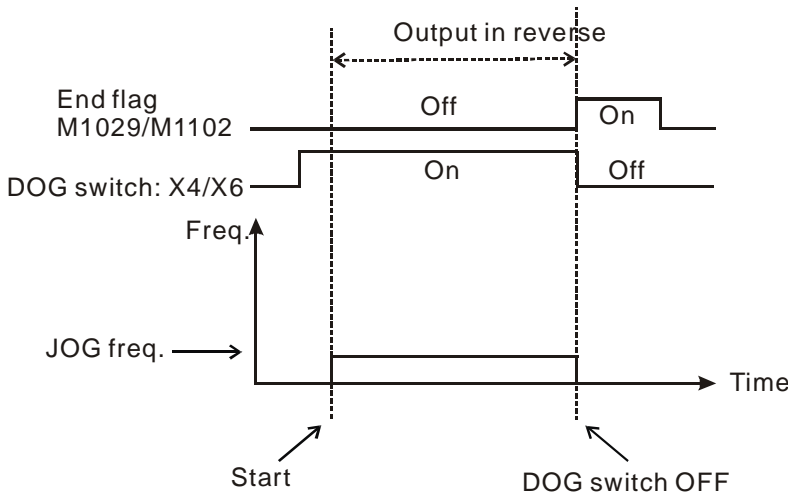 Output in reverse
End flag
M1029/M1102
Off
On
DOG switch: X4/X6
On
Off
Freq.
JOG freq.
Time
Start
DOG switch OFF